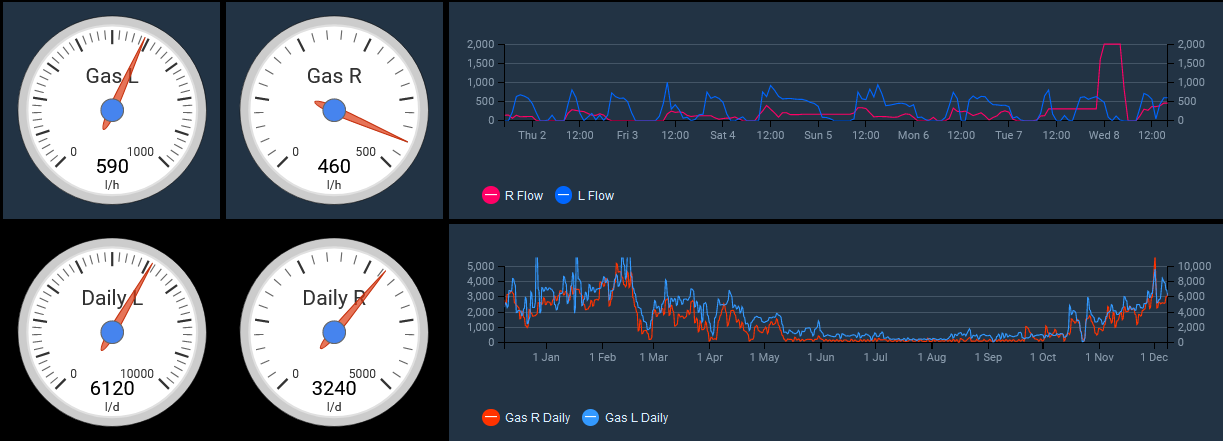 Gas L
0 1000
590
l/h
Gas R
0 500
460
l/h
2,000 2,000
1,500 1,500
1,000 1,000
500 500
0 0
Thu 2 12:00 Fri 3 12:00 Sat 4 12:00 Sun 5 12:00 Mon 6 12:00 Tue 7 12:00 Wed 8 12:00
R Flow L Flow
Daily L
0 10000
6120
l/d
Daily R
0 5000
3240
l/d
5,000 10,000
4,000 8,000
3,000 6,000
2,000 4,000
1,000 2,000
0 0
1 Jan 1 Feb 1 Mar 1 Apr 1 May 1 Jun 1 Jul 1 Aug 1 Sep 1 Oct 1 Nov 1 Dec
Gas R Daily Gas L Daily